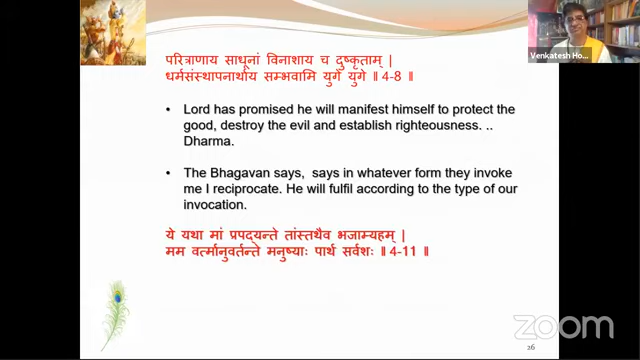 Venkatesh Ho...
परित्राणाय साधूनां विनाशाय च दुष्कृताम् |
धर्मसंस्थापनार्थाय सम्भवामि युगे युगे ॥ 4-8 ॥
• Lord has promised he will manifest himself to protect the
good, destroy the evil and establish righteousness. ..
Dharma.
• The Bhagavan says, says in whatever form they invoke
me I reciprocate. He will fulfil according to the type of our
invocation.
ये यथा मां प्रपद्यन्ते तांस्तथैव भजाम्यहम् |
मम वर्त्मानुवर्तन्ते मनुष्याः पार्थ सर्वशः ॥ 4-11 ॥
zoom
26